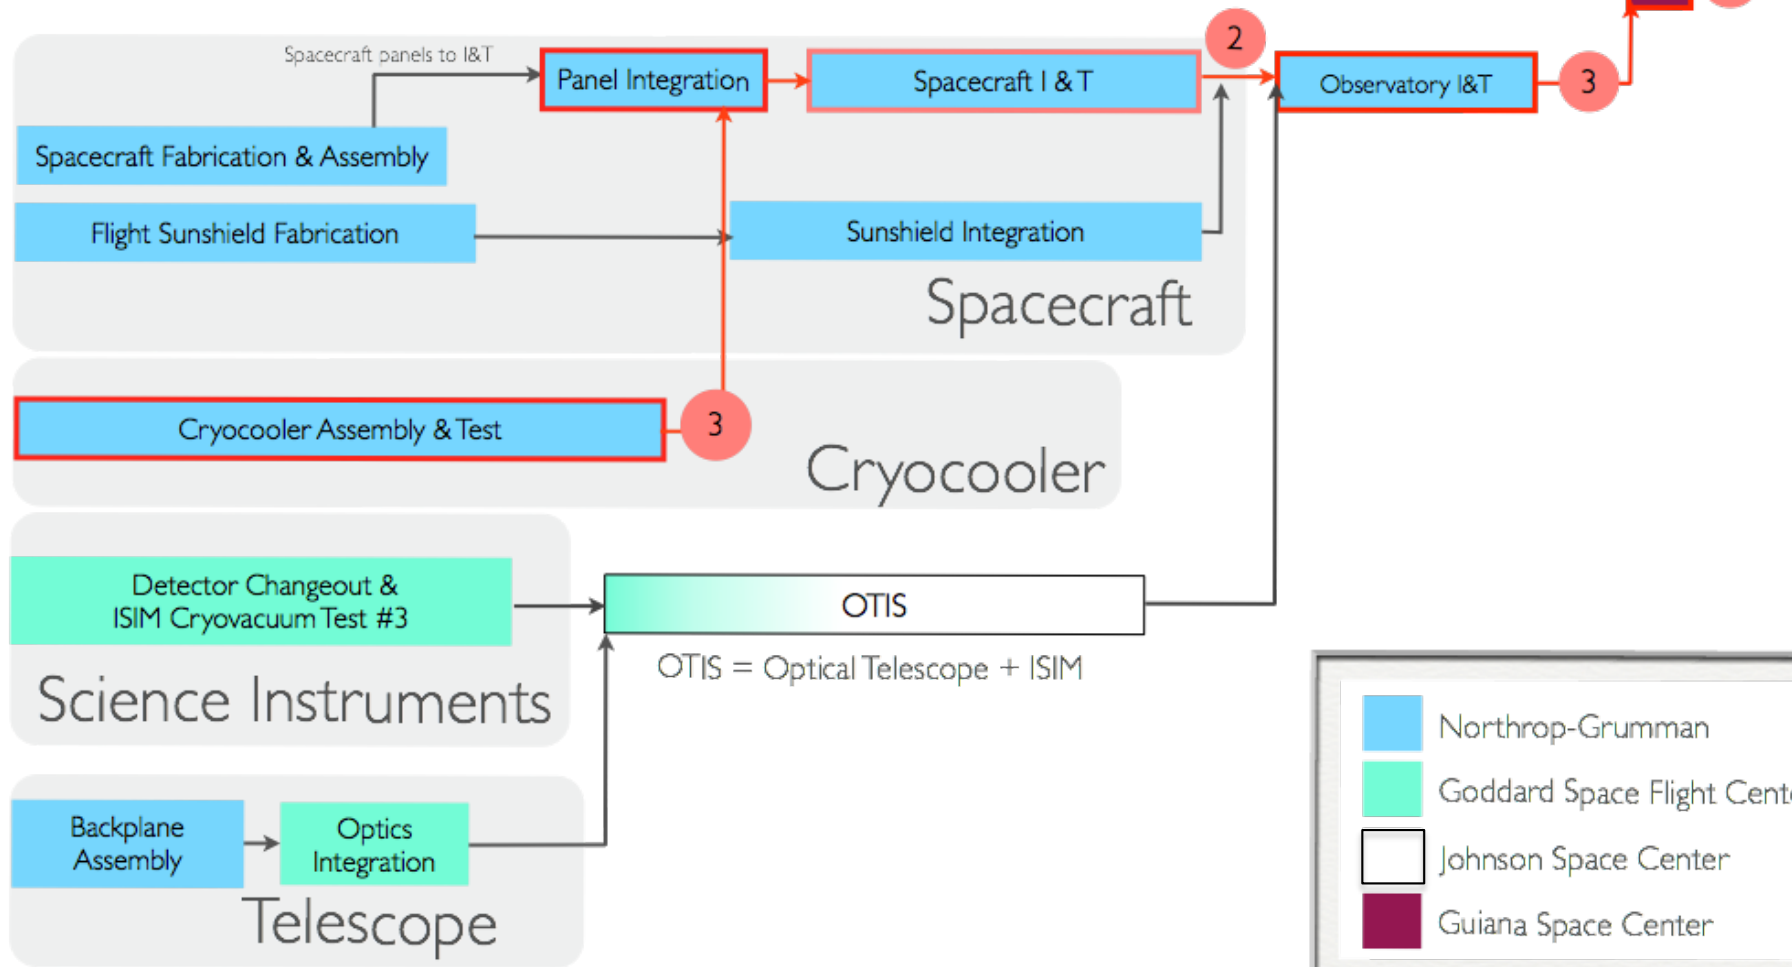 2
Spacecraft panels to I&T
Panel Integration
Spacecraft I & T
Observatory I&T
3
Spacecraft Fabrication & Assembly
Flight Sunshield Fabrication
Sunshield Integration
Spacecraft
Cryocooler Assembly & Test
3
Cryocooler
Detector Changeout &
ISIM Cryovacuum Test #3
OTIS
OTIS = Optical Telescope + ISIM
Science Instruments
Northrop-Grumman
Goddard Space Flight Cente
Backplane
Assembly
Optics
Integration
Johnson Space Center
Telescope
Guiana Space Center